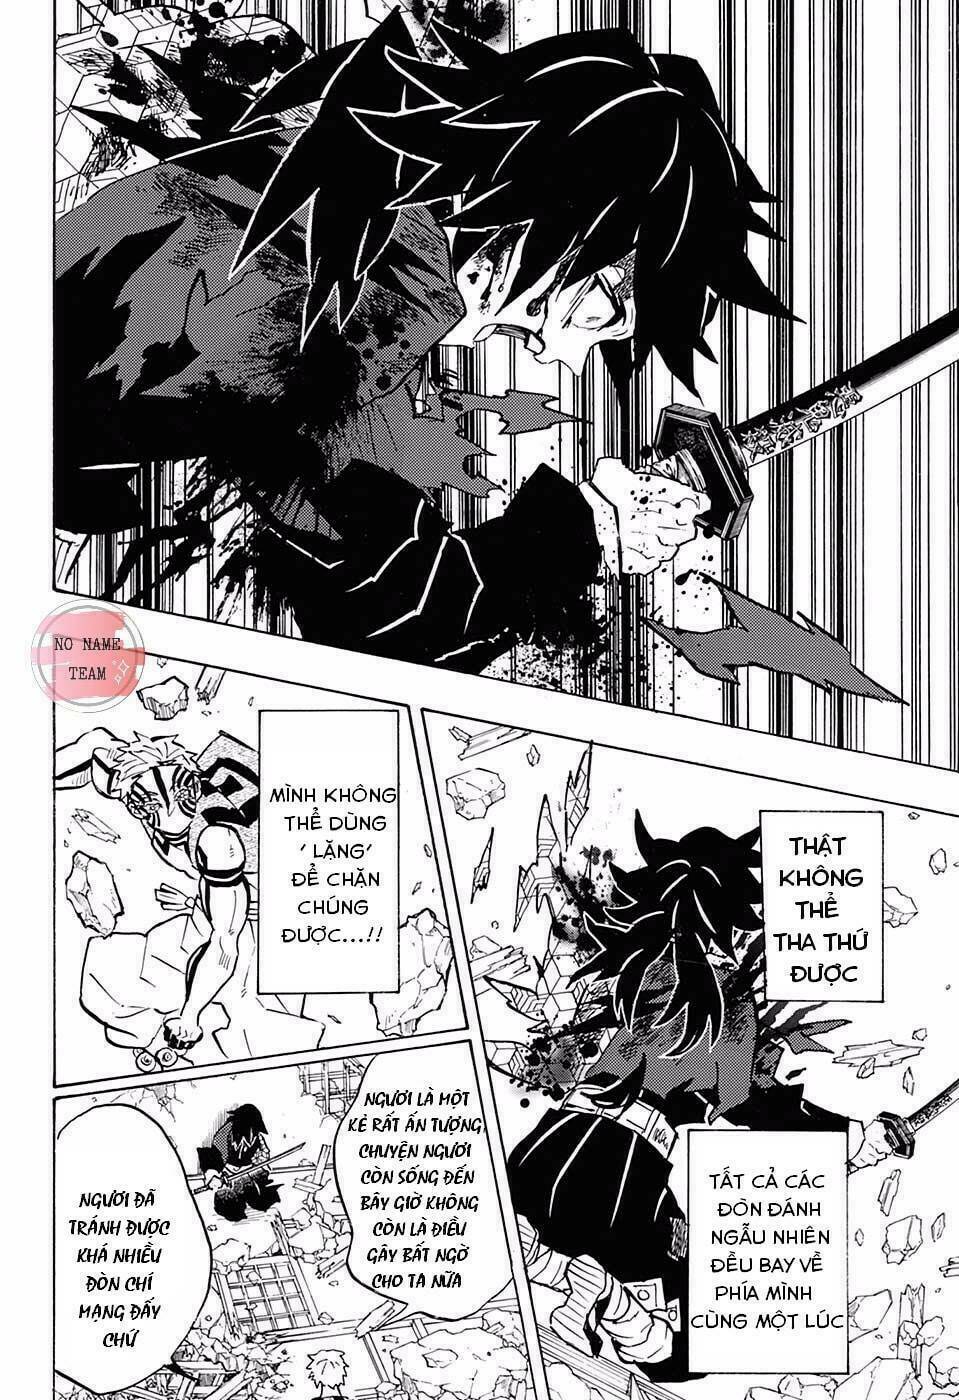 NO NAME
TEAM
THẬT
KHÔNG
THỂ
THA THỨ
ĐƯỢC
TẤT CẢ CÁC
ĐÒN ĐÁNH
NGẪU NHIÊN
ĐỀU BAY VỀ
PHÍA MÌNH
CÙNG MỘT LÚC
MÌNH KHÔNG
THỂ DÙNG
‘ LẶNG’
ĐỂ CHẶN
CHÚNG
ĐƯỢC...!!
NGƯƠI LÀ MỘT
KẺ RẤT ẤN TƯỢNG,
CHUYỆN NGƯƠI
CÒN SỐNG ĐẾN
BÂY GIỜ KHÔNG
CÒN LÀ ĐIỀU
GÂY BẤT NGỜ
CHO TA NỮA
NGƯƠI ĐÃ
TRÁNH ĐƯỢC
KHÁ NHIỀU
ĐÒN CHÍ
MẠNG ĐẤY
CHỨ